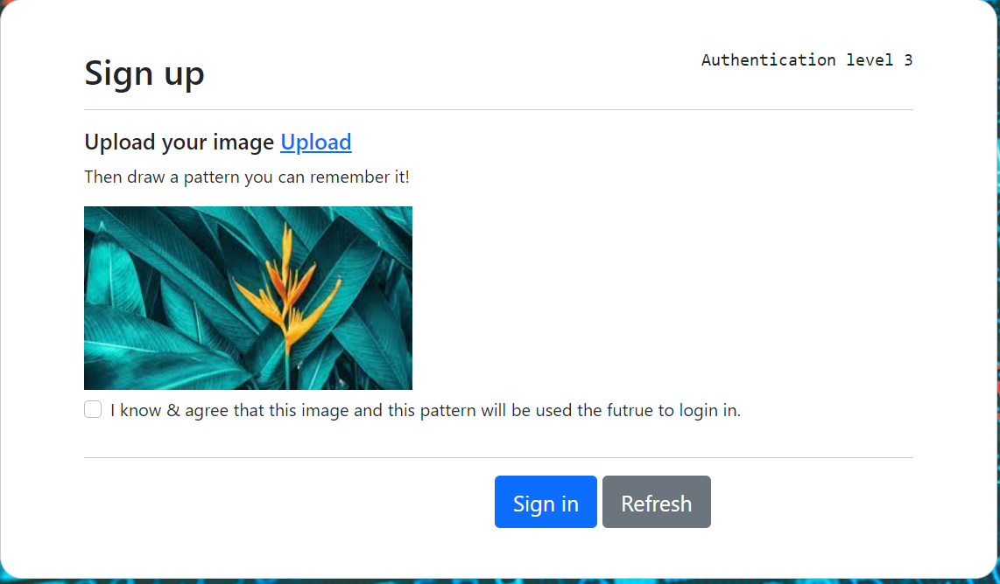 Sign up
Authentication level 3
Upload your image Upload
Then draw a pattern you can remember it!
I know & agree that this image and this pattern will be used the futrue to login in.
Sign in
Refresh